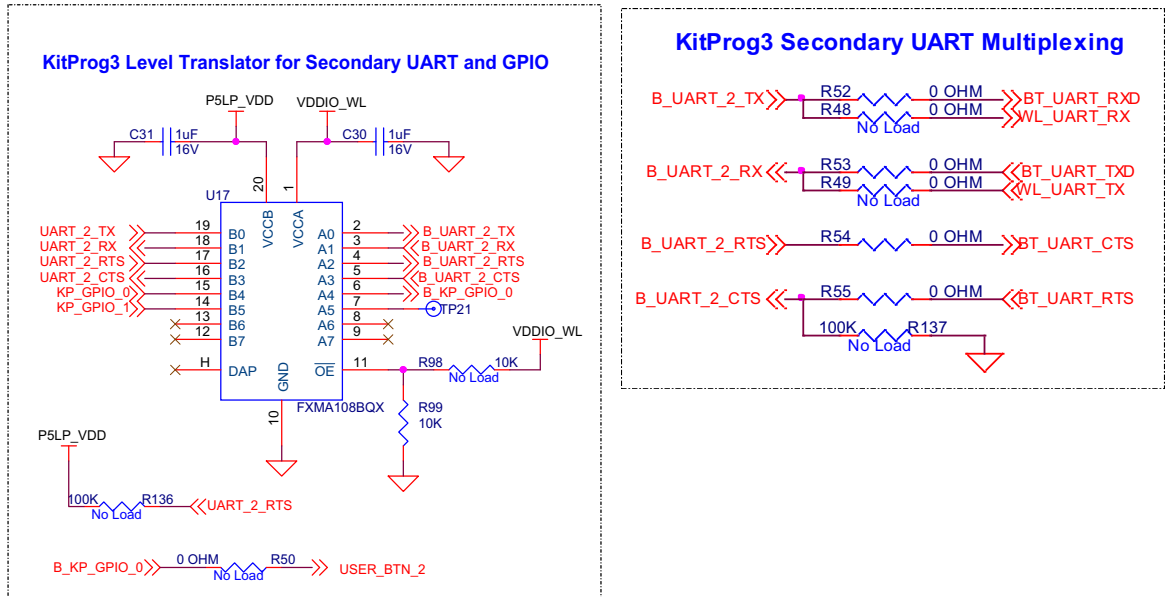 KitProg3 Level Translator for Secondary UART and GPIO
P5LP_VDD
VDDIO_WL
C31
1uF
16V
C30
1uF
16V
20
1
U17
VCCB
VCCA
UART_2_TX
19
B0
A0
2
B_UART_2_TX
UART_2_RX
18
B1
A1
3
B_UART_2_RX
UART_2_RTS
17
B2
A2
4
B_UART_2_RTS
UART_2_CTS
16
B3
A3
5
B_UART_2_CTS
KP_GPIO_0
15
B4
A4
6
B_KP_GPIO_0
KP_GPIO_1
14
B5
A5
7
TP21
13
B6
A6
8
12
B7
A7
9
VDDIO_WL
H
DAP
GND
OE
11
R98
10K
No Load
10
FXMA108BQX
R99
10K
P5LP_VDD
100K
R136
No Load
UART_2_RTS
B_KP_GPIO_0
0 OHM
R50
No Load
USER_BTN_2
KitProg3 Secondary UART Multiplexing
B_UART_2_TX
R52
0 OHM
BT_UART_RXD
R48
0 OHM
WL_UART_RX
No Load
B_UART_2_RX
R53
0 OHM
BT_UART_TXD
R49
0 OHM
WL_UART_TX
No Load
B_UART_2_RTS
R54
0 OHM
BT_UART_CTS
B_UART_2_CTS
R55
0 OHM
BT_UART_RTS
100K
R137
No Load